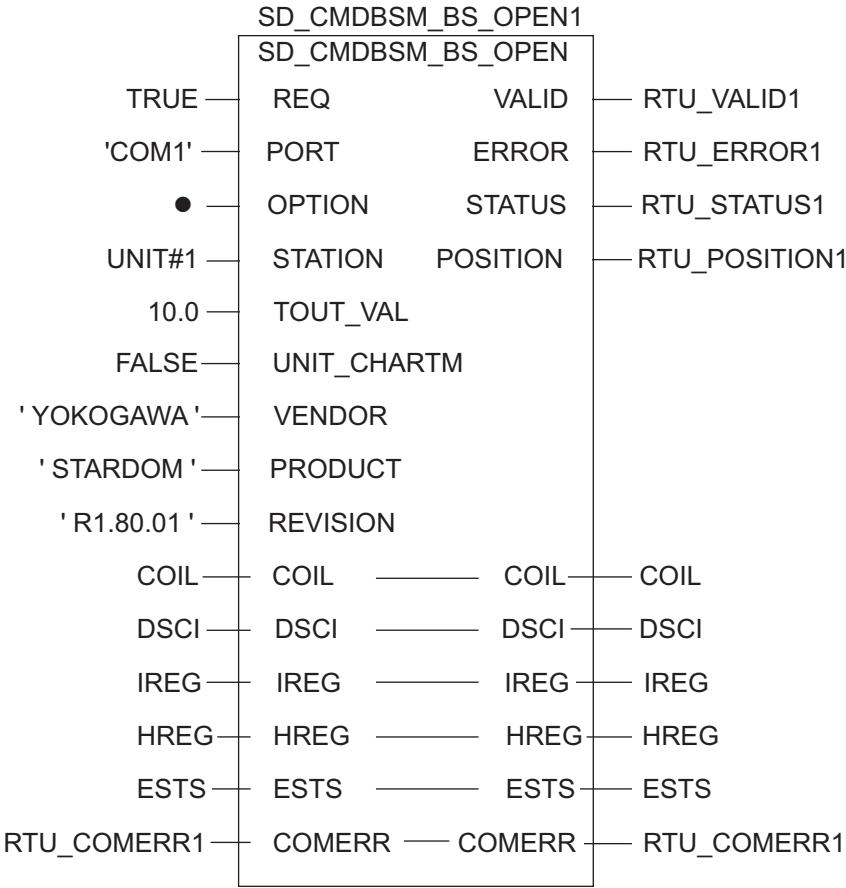 SD_CMDBSM_BS_OPEN1
SD_CMDBSM_BS_OPEN
TRUE REQ VALID RTU_VALID1
'COM1' PORT ERROR RTU_ERROR1
OPTION STATUS RTU_STATUS1
UNIT#1 STATION POSITION RTU_POSITION1
10.0 TOUT_VAL
FALSE UNIT_CHARTM
' YOKOGAWA ' VENDOR
' STARDOM ' PRODUCT
' R1.80.01 ' REVISION
COIL COIL COIL COIL
DSCI DSCI DSCI DSCI
IREG IREG IREG IREG
HREG HREG HREG HREG
ESTS ESTS ESTS ESTS
RTU_COMERR1 COMERR COMERR RTU_COMERR1